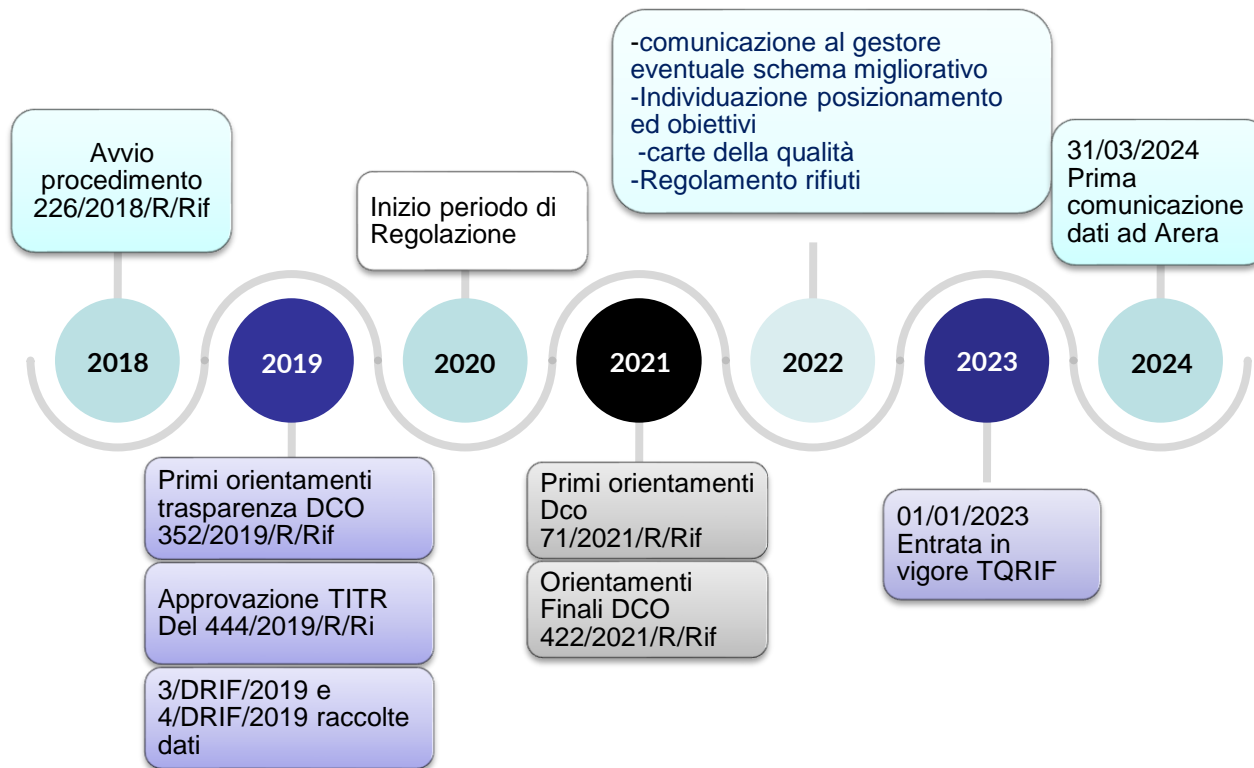 -comunicazione al gestore
eventuale schema migliorativo
-Individuazione posizionamento
ed obiettivi
-carte della qualità
-Regolamento rifiuti
Avvio
procedimento
226/2018/R/Rif
Inizio periodo di
Regolazione
31/03/2024
Prima
comunicazione
dati ad Arera
2018
2019
2020
2021
2022
2023
2024
Primi orientamenti
trasparenza DCO
352/2019/R/Rif
Approvazione TITR
Del 444/2019/R/Ri
3/DRIF/2019 e
4/DRIF/2019 raccolte
dati
Primi orientamenti
Dco
71/2021/R/Rif
Orientamenti
Finali DCO
422/2021/R/Rif
01/01/2023
Entrata in
vigore TQRIF